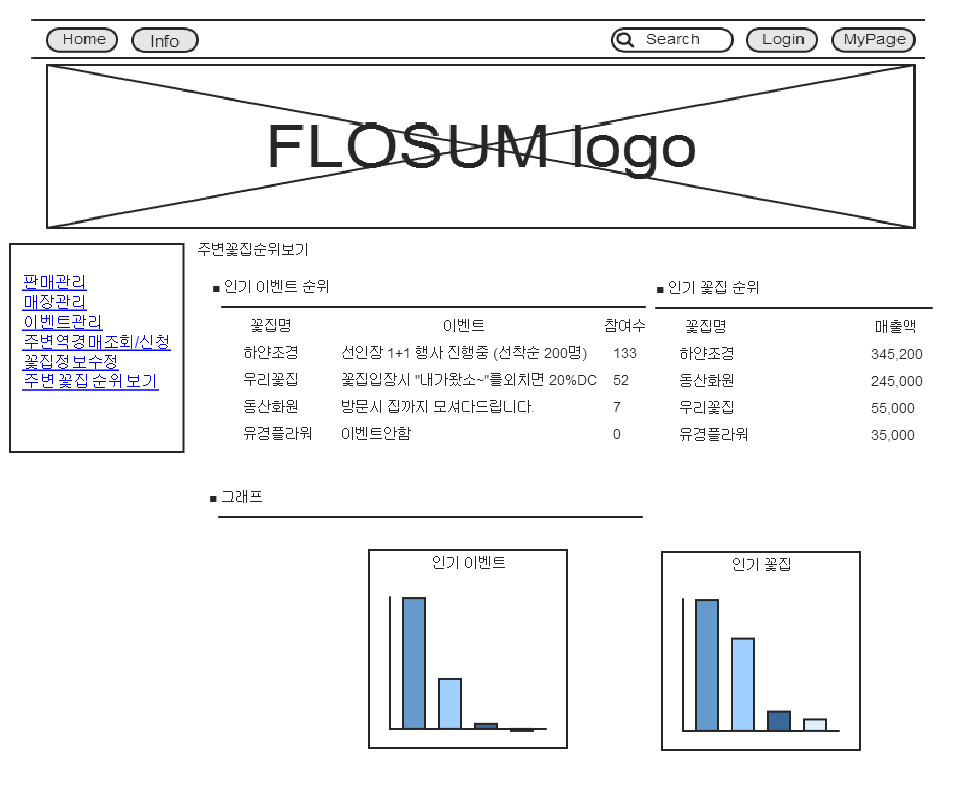 Home Info Search Login MyPage
FLOSUM logo
판매관리
매장관리
이벤트관리
주변역경매조회/신청
꽃집정보수정
주변꽃집순위보기
주변꽃집순위보기
■ 인기 이벤트 순위
꽃집명 이벤트 참여수
하얀조경 선인장 1+1 행사 진행중 (선착순 200명) 133
우리꽃집 꽃집입장시 "내가왔소~"를외치면 20%DC 52
동산화원 방문시 집까지 모셔다드립니다. 7
유경플라워 이벤트안함 0
■ 인기 꽃집 순위
꽃집명 매출액
하얀조경 345,200
동산화원 245,000
우리꽃집 55,000
유경플라워 35,000
■ 그래프
인기 이벤트
인기 꽃집